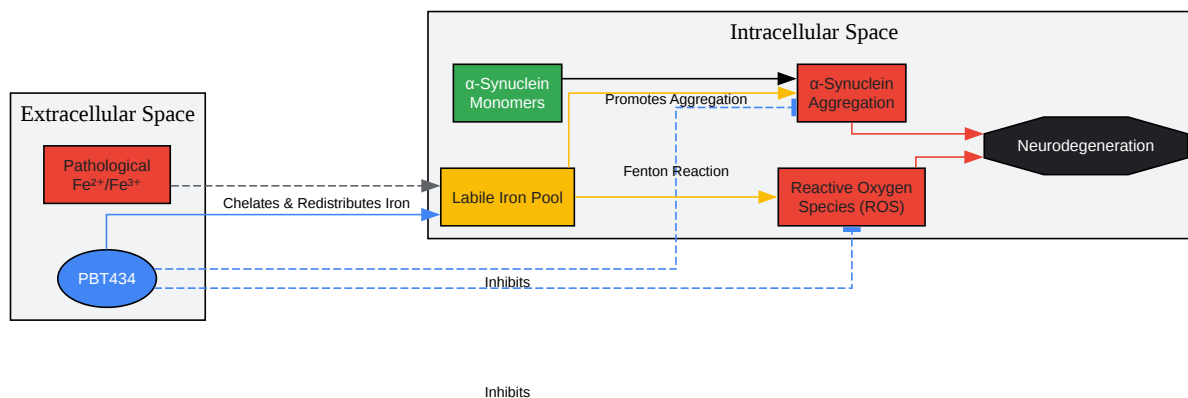 Intracellular Space
α-Synuclein
Monomers
α-Synuclein
Aggregation
Promotes Aggregation
Extracellular Space
Neurodegeneration
Pathological
Fe²⁺/Fe³⁺
Fenton Reaction
Labile Iron Pool
Reactive Oxygen
Species (ROS)
Chelates & Redistributes Iron
PBT434
Inhibits
Inhibits